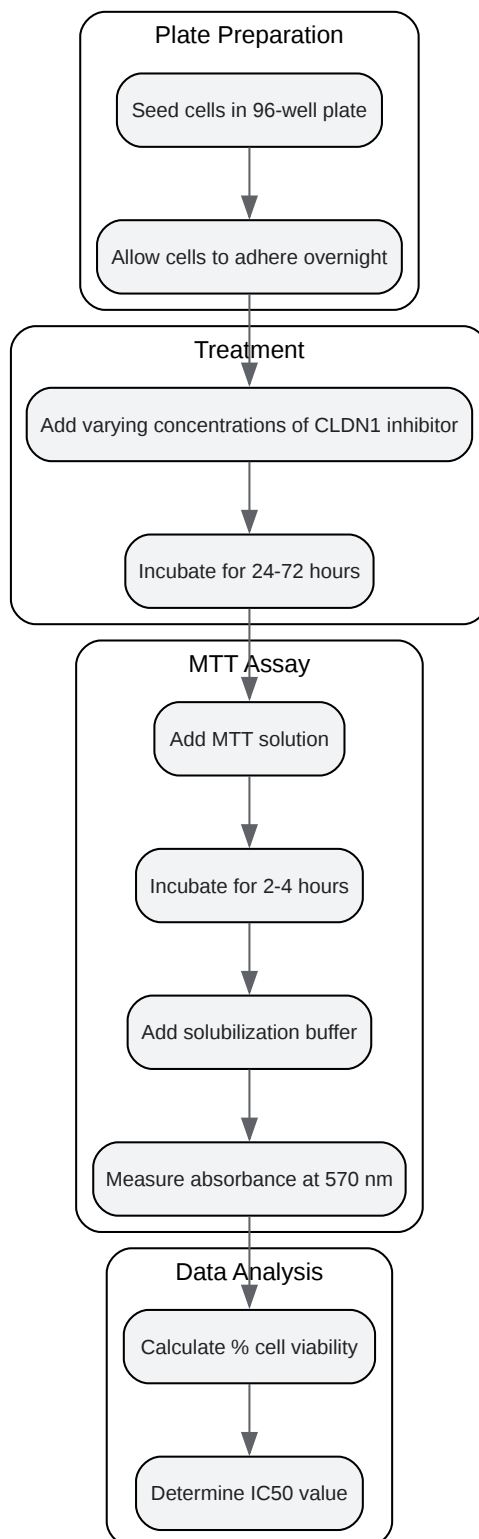 Plate Preparation
Seed cells in 96-well plate
Allow cells to adhere overnight
Treatment
Add varying concentrations of CLDN1 inhibitor
Incubate for 24-72 hours
MTT Assay
Add MTT solution
Incubate for 2-4 hours
Add solubilization buffer
Measure absorbance at 570 nm
Data Analysis
Calculate % cell viability
Determine IC50 value